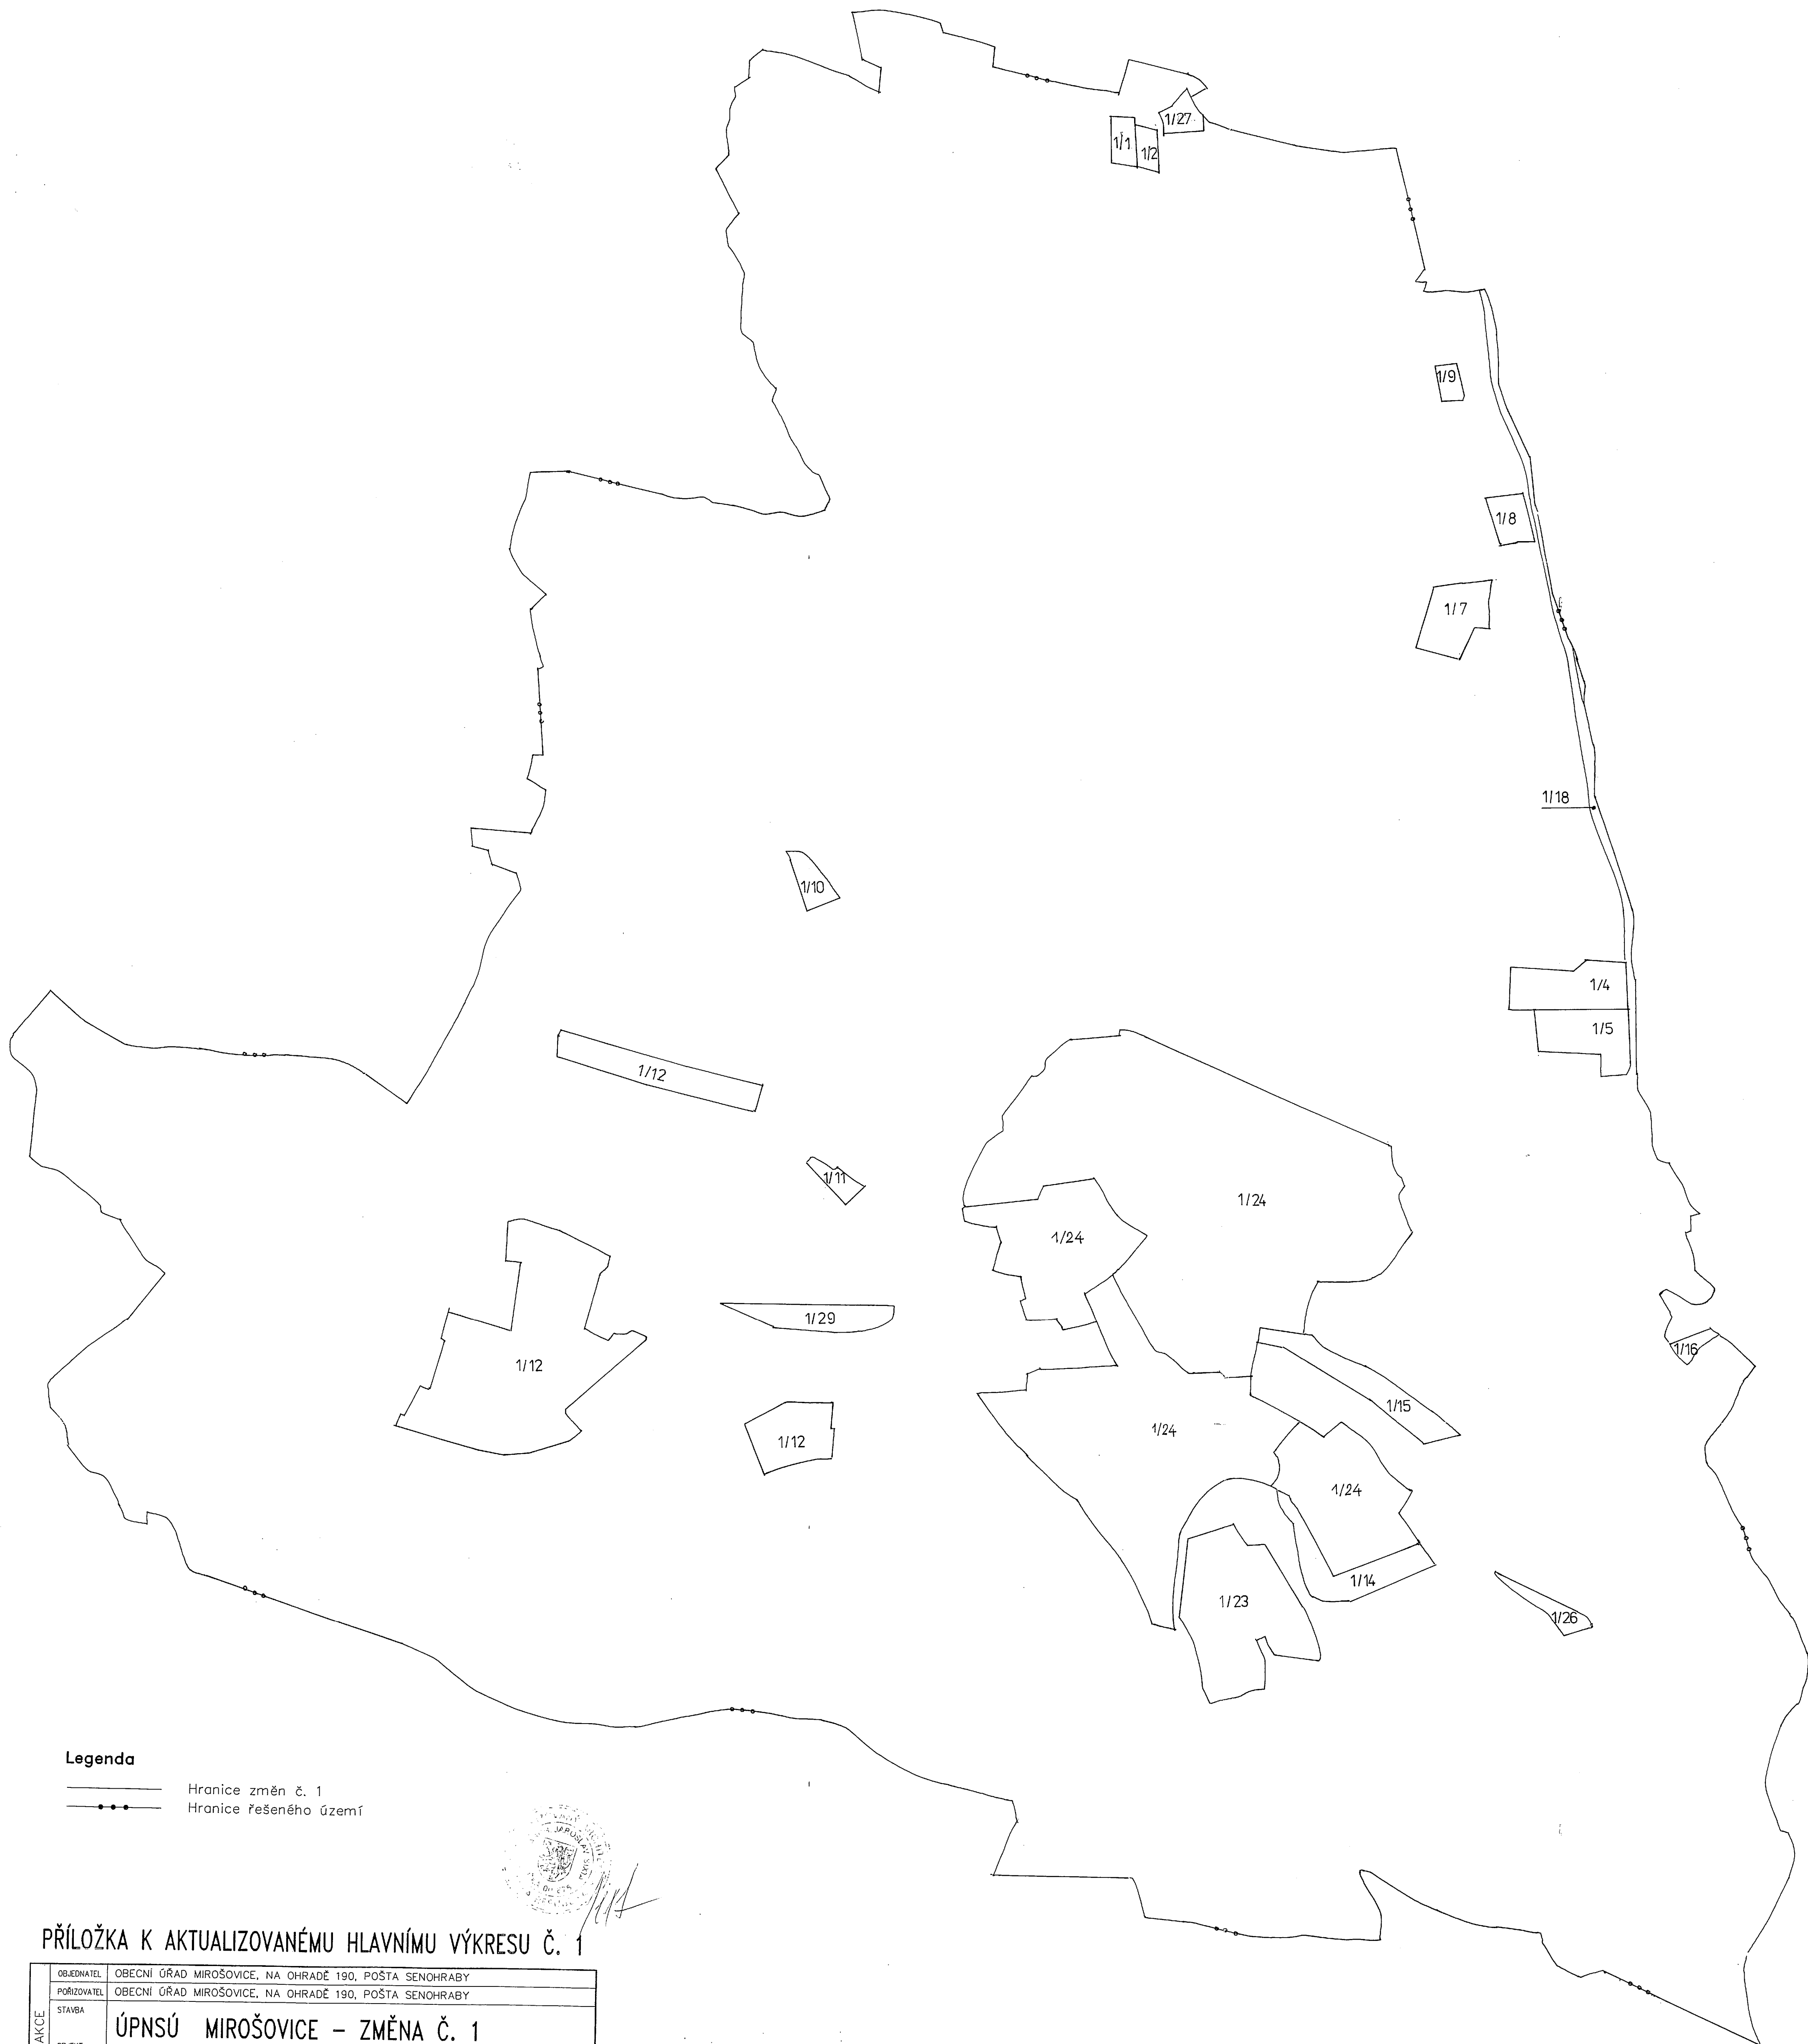 1/27
1/1
1/2
1/9
1/8
1/7
1/18
1/10
1/4
1/5
1/12
1/11
1/24
1/24
1/29
1/16
1/12
1/15
1/24
1/12
1/24
1/14
1/23
1/26
Legenda
Hranice změn č. 1
Hranice řešeného území
PŘÍLOŽKA K AKTUALIZOVANÉMU HLAVNÍMU VÝKRESU Č. 1
OBJEDNATEL OBECNÍ ÚŘAD MIROŠOVICE, NA OHRADĚ 190, POŠTA SENOHRABY
POŘIZOVATEL OBECNÍ ÚŘAD MIROŠOVICE, NA OHRADĚ 190, POŠTA SENOHRABY
AKCE
STAVBA
ÚPNSÚ MIROŠOVICE – ZMĚNA Č. 1